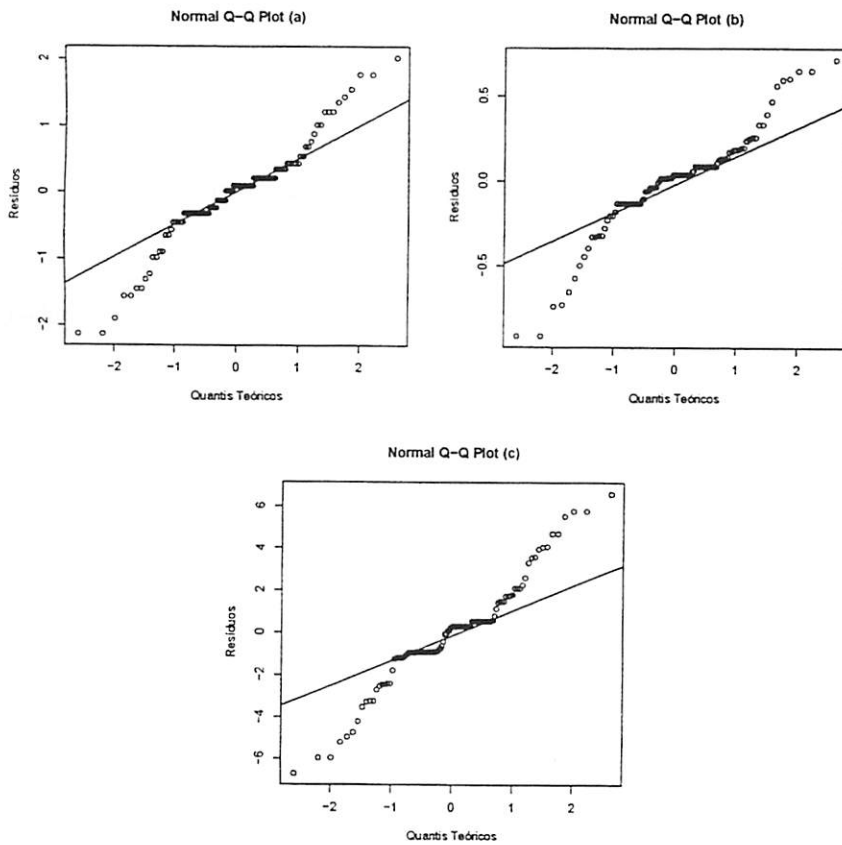 Normal Q−Q Plot (a)
2
1
0
−1
−2
Resíduos
−2 −1 0 1 2
Quantis Teóricos
Normal Q−Q Plot (b)
0.5
0.0
−0.5
Resíduos
−2 −1 0 1 2
Quantis Teóricos
Normal Q−Q Plot (c)
6
4
2
0
−2
−4
−6
Resíduos
−2 −1 0 1 2
Quantis Teóricos